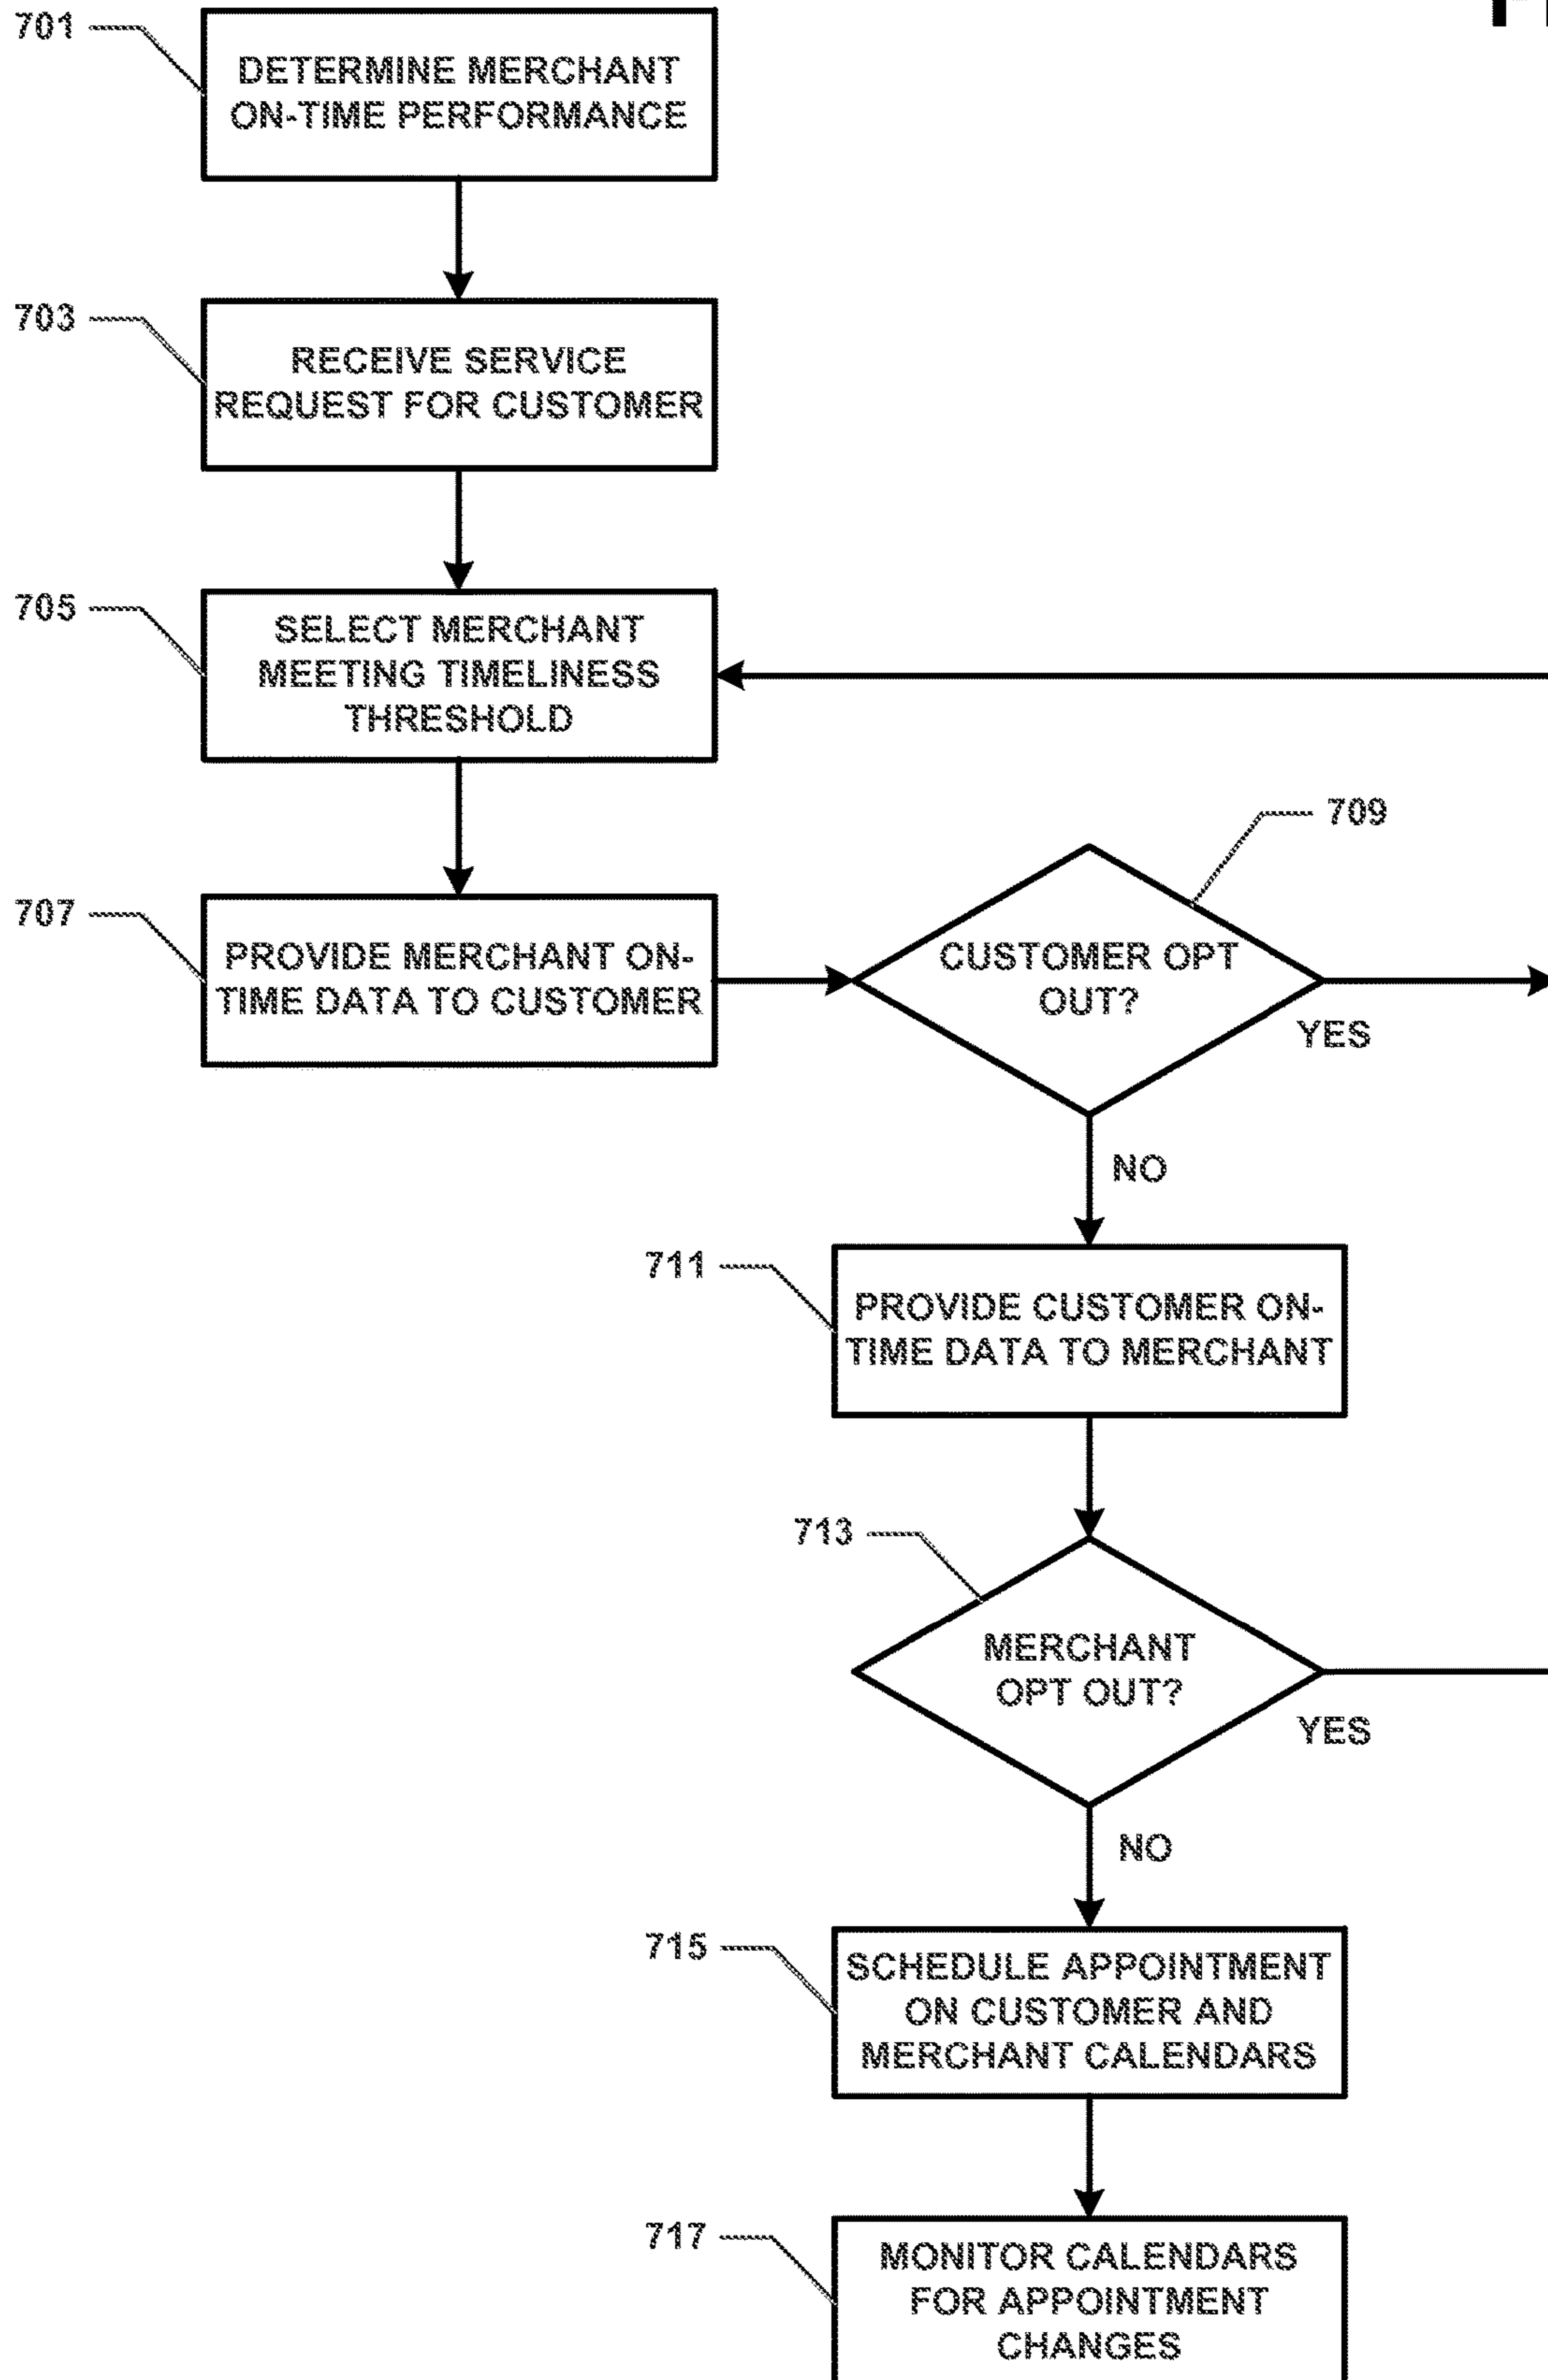 701
DETERMINE MERCHANT
ON-TIME PERFORMANCE
703
RECEIVE SERVICE
REQUEST FOR CUSTOMER
705
SELECT MERCHANT
MEETING TIMELINESS
THRESHOLD
709
707
PROVIDE MERCHANT ON-
TIME DATA TO CUSTOMER
CUSTOMER OPT
OUT?
YES
NO
711
PROVIDE CUSTOMER ON-
TIME DATA TO MERCHANT
713
MERCHANT
OPT OUT?
YES
NO
715
SCHEDULE APPOINTMENT
ON CUSTOMER AND
MERCHANT CALENDARS
717
MONITOR CALENDARS
FOR APPOINTMENT
CHANGES